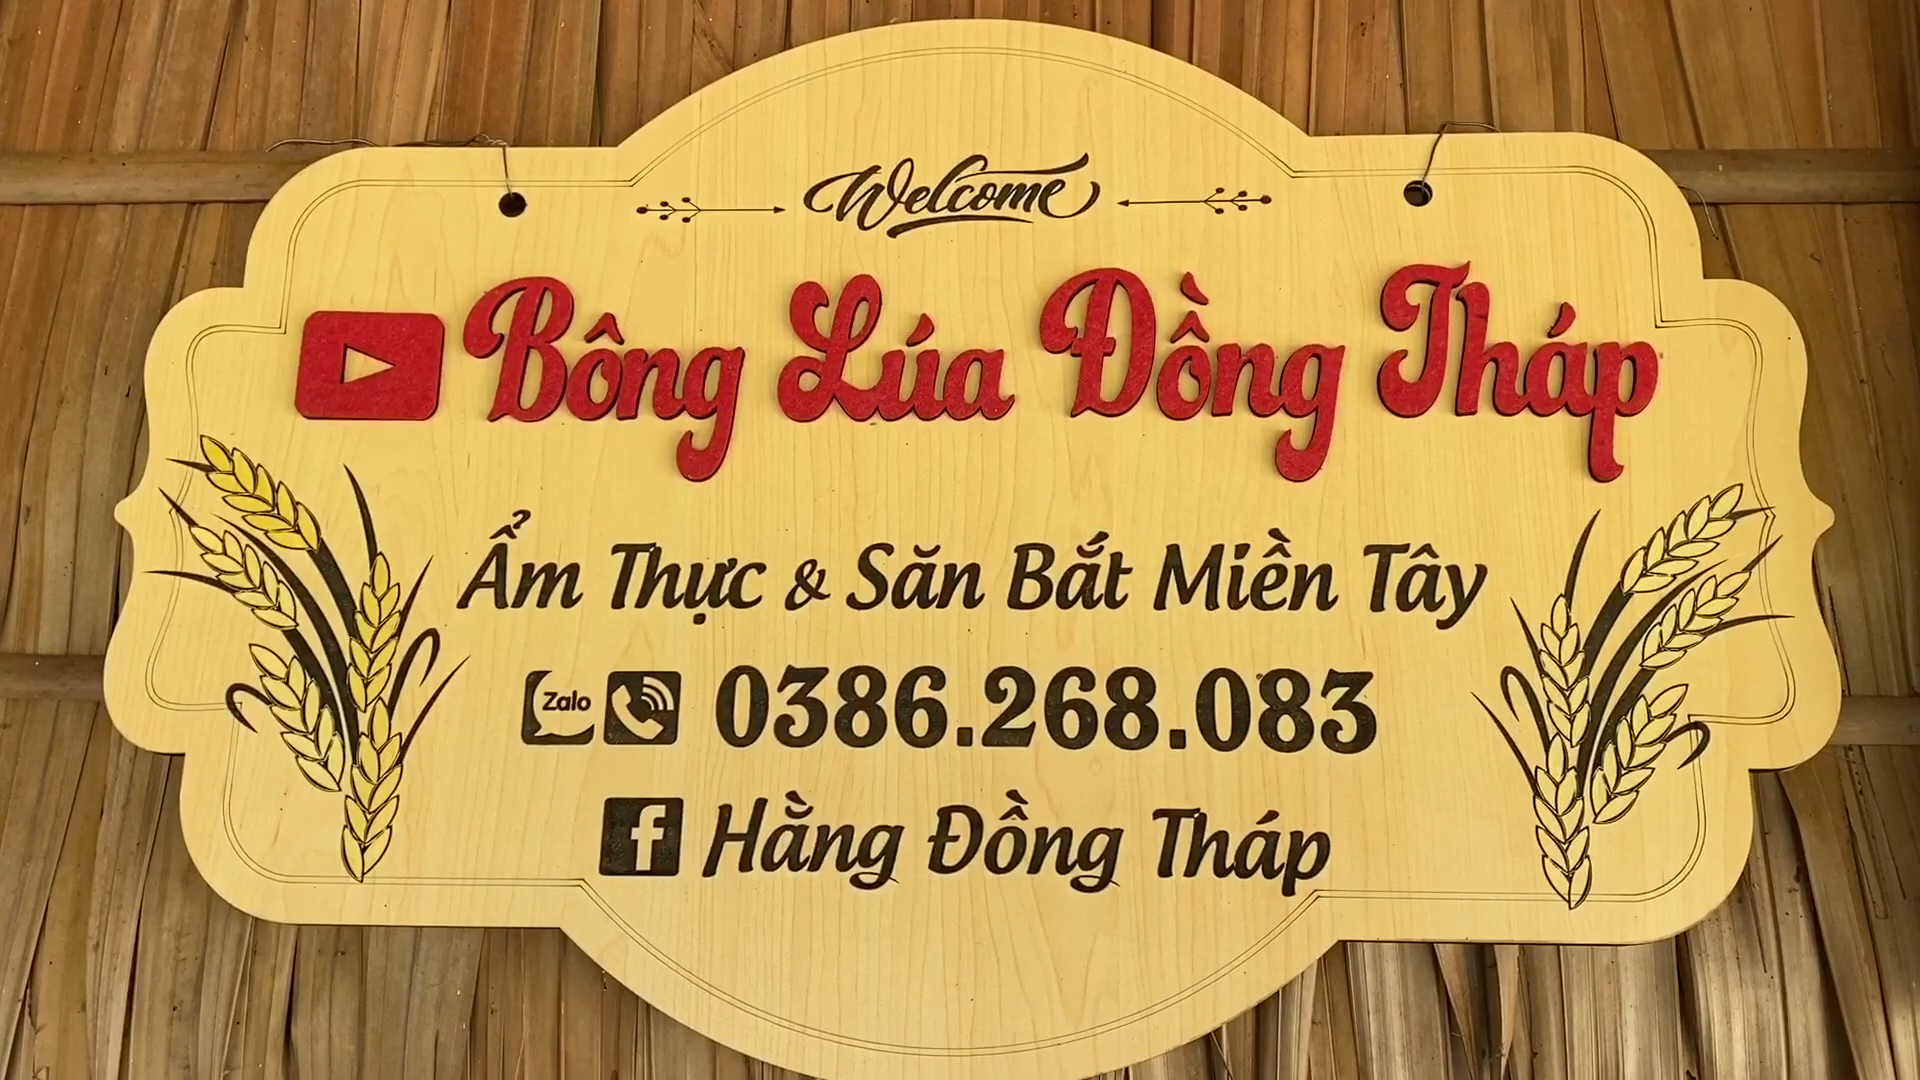 Welcome
Bông Lúa Đồng Tháp
Ẩm Thực & Săn Bắt Miền Tây
Zalo 0386.268.083
f Hằng Đồng Tháp